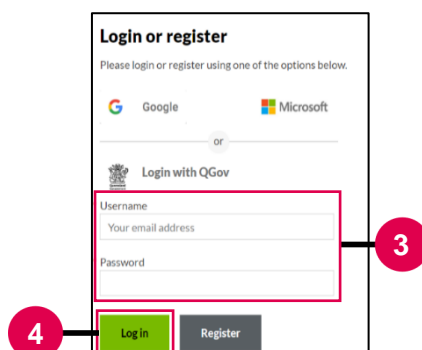 Login or register
Please login or register using one of the options below.
Google Microsoft
or
Login with QGov
Username
Your email address
3
Password
4 Log in Register